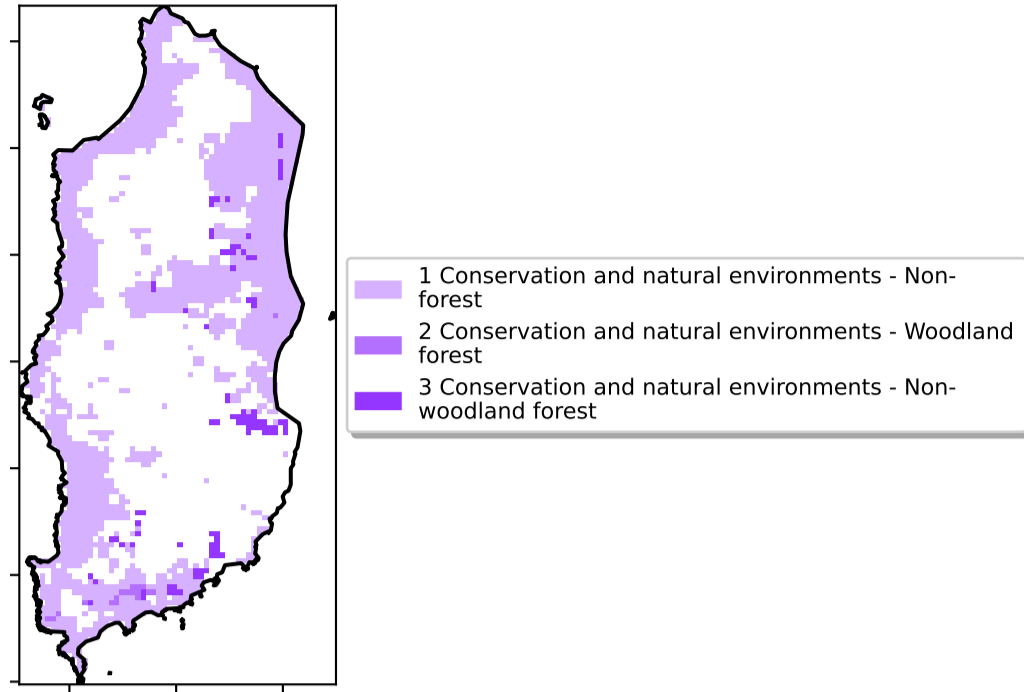 1 Conservation and natural environments - Non-
forest
2 Conservation and natural environments - Woodland
forest
3 Conservation and natural environments - Non-
woodland forest